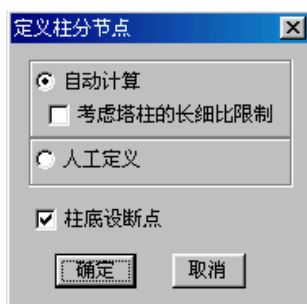 定义柱分节点
自动计算
考虑塔柱的长细比限制
人工定义
柱底设断点
确定 取消